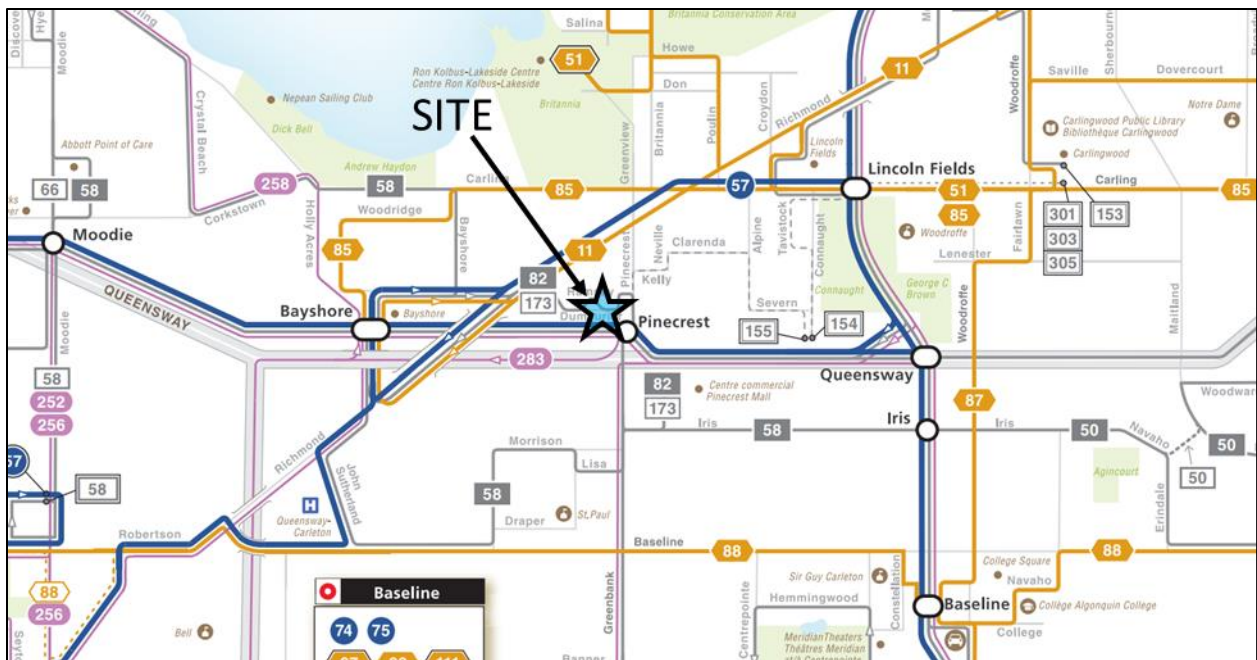 Salina
Britannia Conservation Area
Howe
51
Don
Ron Kolbus-Lakeside Centre
Centre Ron Kolbus-Lakeside
Britannia
SITE
Nepean Sailing Club
Dick Bell
Andrew Haydon
Moodie
Crystal Beach
Abbott Point of Care
66
58
258
Corkstown
58
Carling
85
Woodridge
Holly Acres
Bayshore
85
Greenview
Britannia
Poulin
Croydon
Richmond
11
Lincoln
Fields
57
Lincoln Fields
Woodroffe
Saville
Sherbourne
Dovercourt
Notre Dame
Carlingwood Public Library
Bibliothèque Carlingwood
Carlingwood
51
Carling
85
85
301
153
303
305
Woodroffe
Fairlawn
Lenester
Moodie
QUEENSWAY
Bayshore
Bayshore
11
82
173
Pinecrest
Neville
Clarenda
Kelly
Alpine
Tavistock
Connaught
Severn
Connaught
George C
Brown
Woodroffe
Maitland
Pinecrest
155
154
283
Queensway
Moodie
58
252
256
82
173
Centre commercial
Pinecrest Mall
87
Iris
58
Iris
Iris
50
Navaho
50
50
Agincourt
Erindale
57
58
Richmond
John
Sutherland
Morrison
Lisa
58
Draper
St,Paul
H
Queensway-
Carleton
Robertson
Baseline
88
88
College Square
Navaho
88
256
Bell
Baseline
74
75
Greenbank
Sir Guy Carleton
Constellation
Hemmingwood
Centrepointe
Meridian Theaters
Théâtres Meridian
Baseline
Collège Algonquin College
College